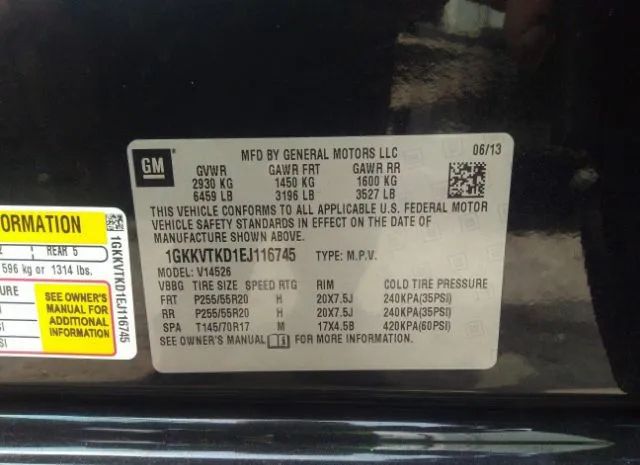 GM
MFD BY GENERAL MOTORS LLC 06/13
GVWR GAWR FRT GAWR RR
2930 KG 1450 KG 1600 KG
6459 LB 3196 LB 3527 LB
THIS VEHICLE CONFORMS TO ALL APPLICABLE U.S. FEDERAL MOTOR
VEHICLE SAFETY STANDARDS IN EFFECT ON THE DATE OF
MANUFACTURE SHOWN ABOVE.
1GKKVTKD1EJ116745 TYPE: M.P.V.
MODEL: V14526
VBBG TIRE SIZE SPEED RTG RIM COLD TIRE PRESSURE
FRT P255/55R20 H 20X7.5J 240KPA(35PSI)
RR P255/55R20 H 20X7.5J 240KPA(35PSI)
SPA T145/70R17 M 17X4.5B 420KPA(60PSI)
SEE OWNER'S MANUAL FOR MORE INFORMATION.
FORMATION
2 REAR 5
596 kg or 1314 lbs.
SURE
SEE OWNER'S
MANUAL FOR
ADDITIONAL
INFORMATION
SI
SI
1GKKVTKD1EJ116745